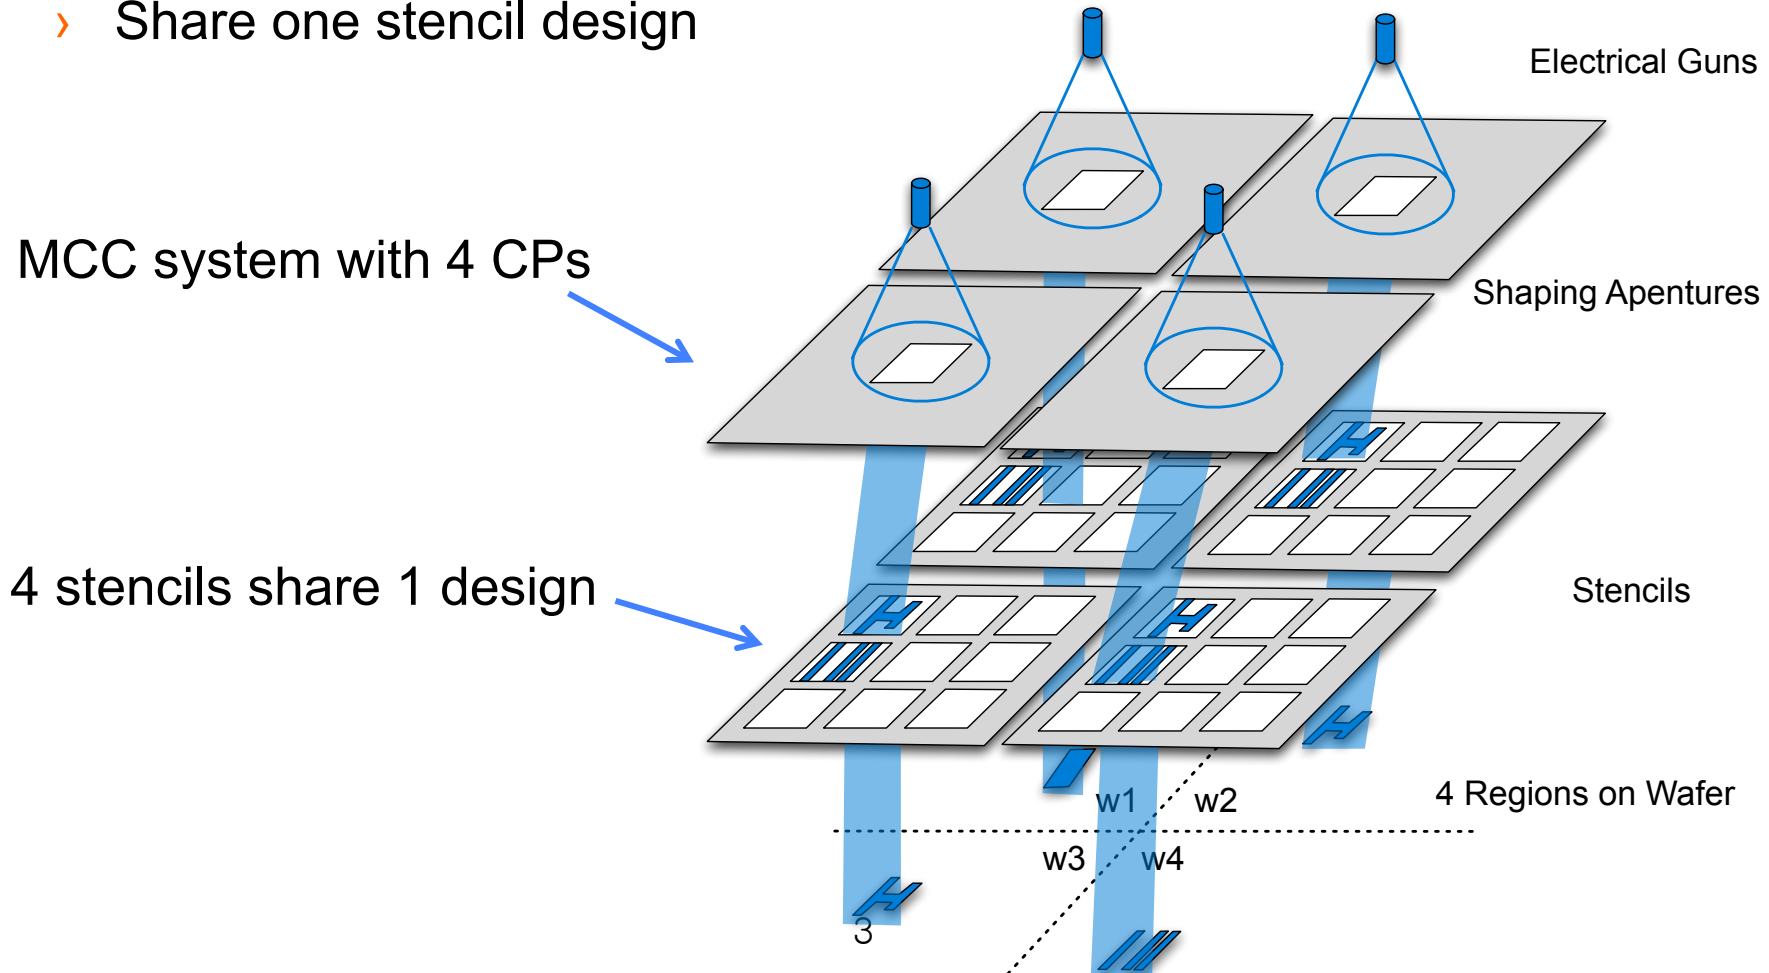 › Share one stencil design
Electrical Guns
MCC system with 4 CPs
Shaping Apentures
4 stencils share 1 design
Stencils
w1 w2
4 Regions on Wafer
w3 w4
3